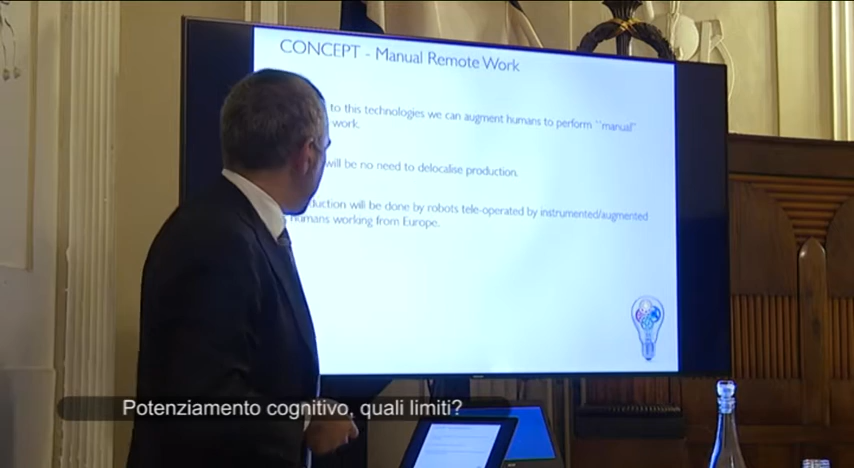 CONCEPT - Manual Remote Work
to this technologies we can augment humans to perform ``manual''
work.
will be no need to delocalise production.
will be done by robots tele-operated by instrumented/augmented
humans working from Europe.
Potenziamento cognitivo, quali limiti?